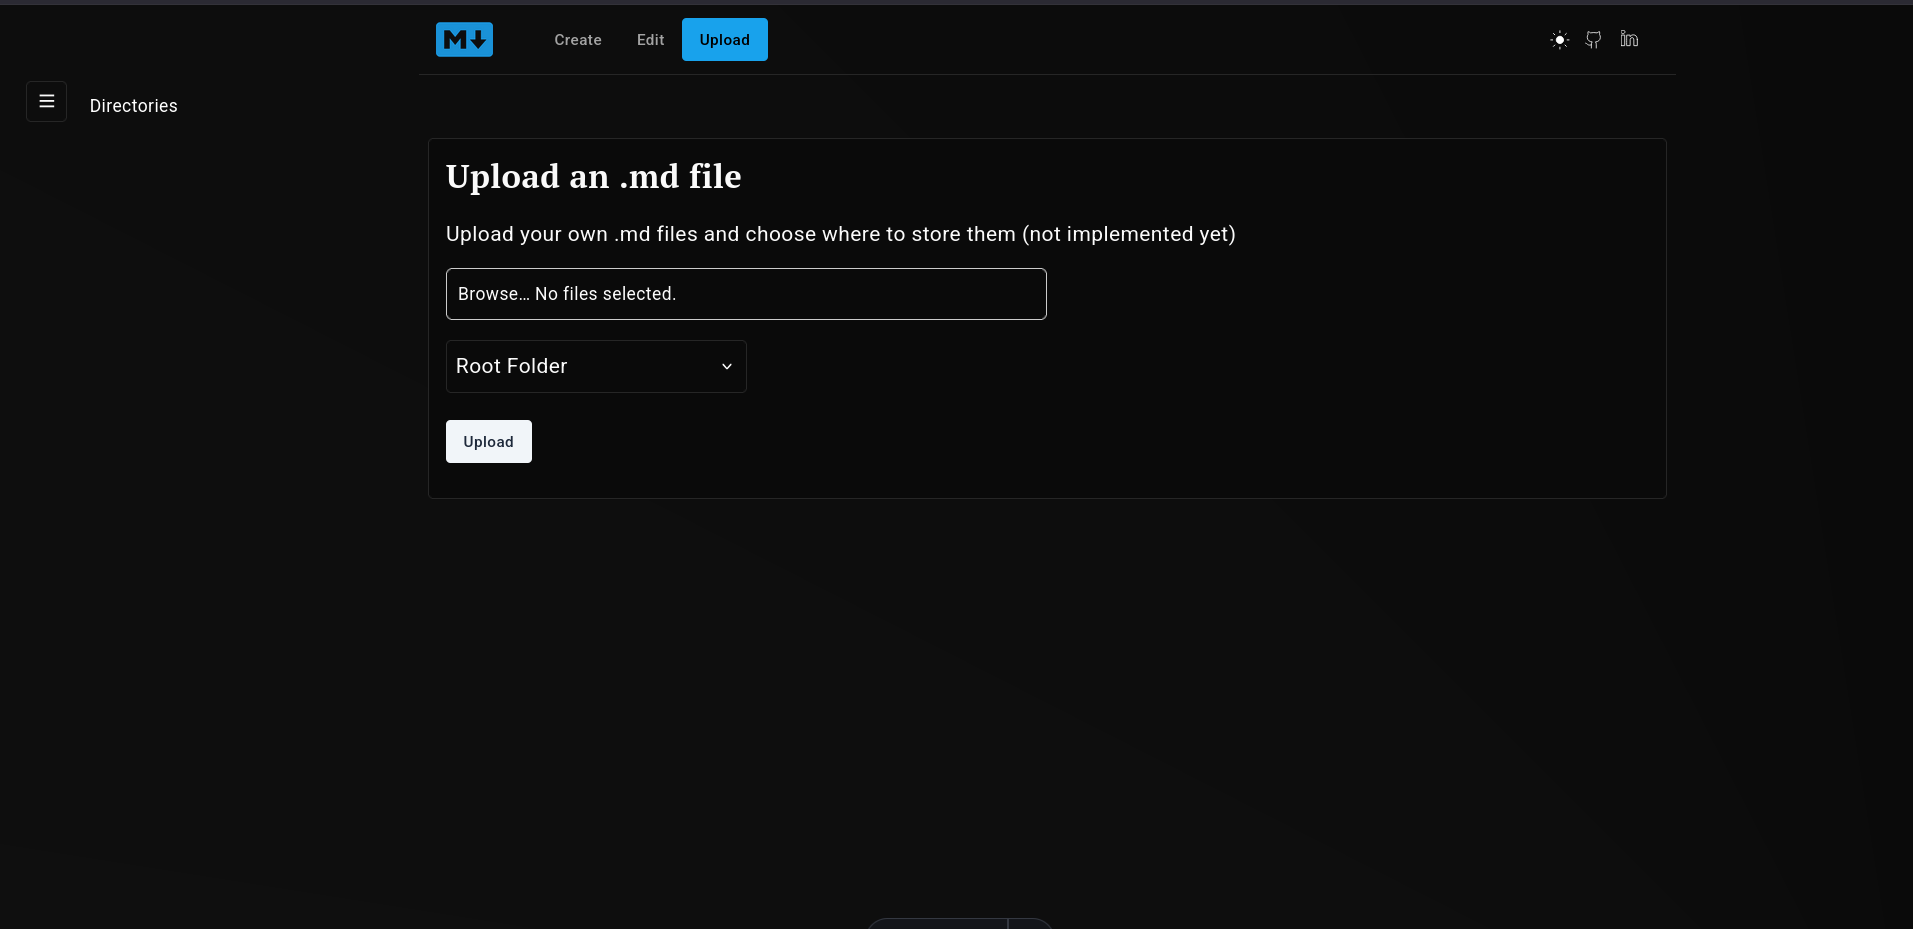 M
Create
Edit
Upload
in
Directories
Upload an .md file
Upload your own .md files and choose where to store them (not implemented yet)
Browse... No files selected.
Root Folder
Upload